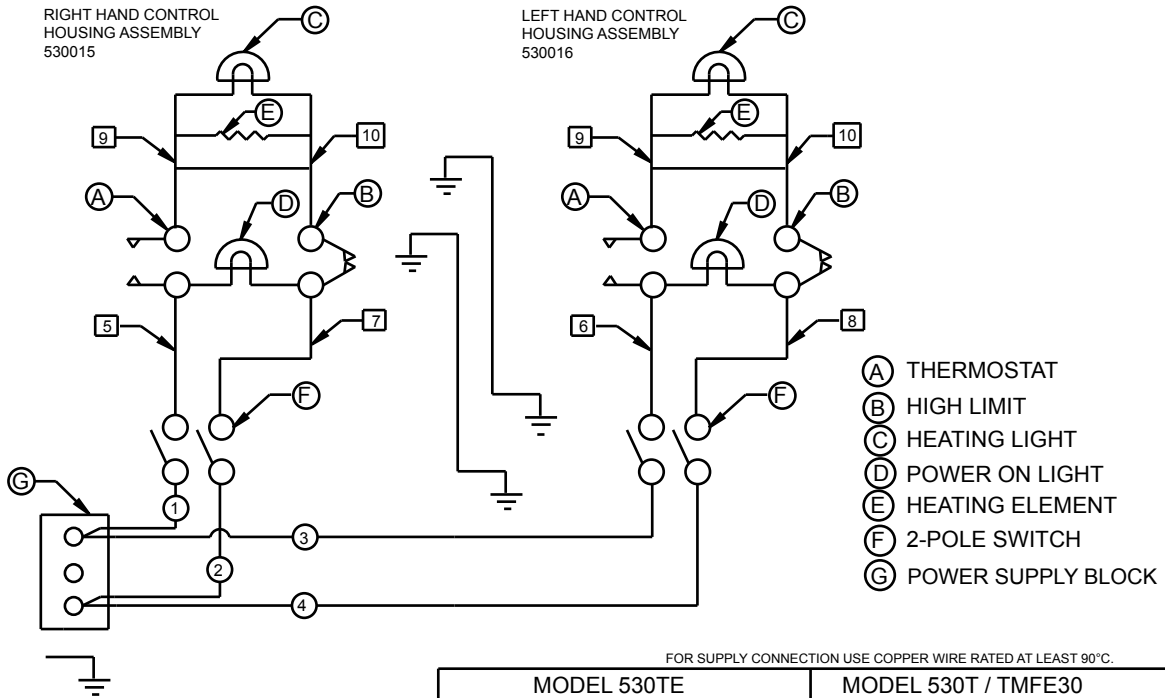 RIGHT HAND CONTROL
HOUSING ASSEMBLY
530015
C
E
9
10
A
D
B
5
7
F
G
1
2
3
4
LEFT HAND CONTROL
HOUSING ASSEMBLY
530016
C
E
9
10
A
D
B
6
8
F
A THERMOSTAT
B HIGH LIMIT
C HEATING LIGHT
D POWER ON LIGHT
E HEATING ELEMENT
F 2-POLE SWITCH
G POWER SUPPLY BLOCK
FOR SUPPLY CONNECTION USE COPPER WIRE RATED AT LEAST 90°C.
MODEL 530TE
MODEL 530T / TMFE30